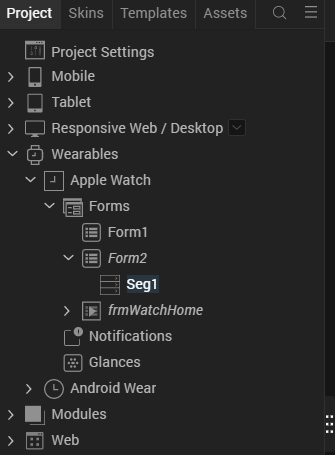 Project Skins Templates Assets
Project Settings
Mobile
Tablet
Responsive Web / Desktop
Wearables
Apple Watch
Forms
Form1
Form2
Seg1
frmWatchHome
Notifications
Glances
Android Wear
Modules
Web